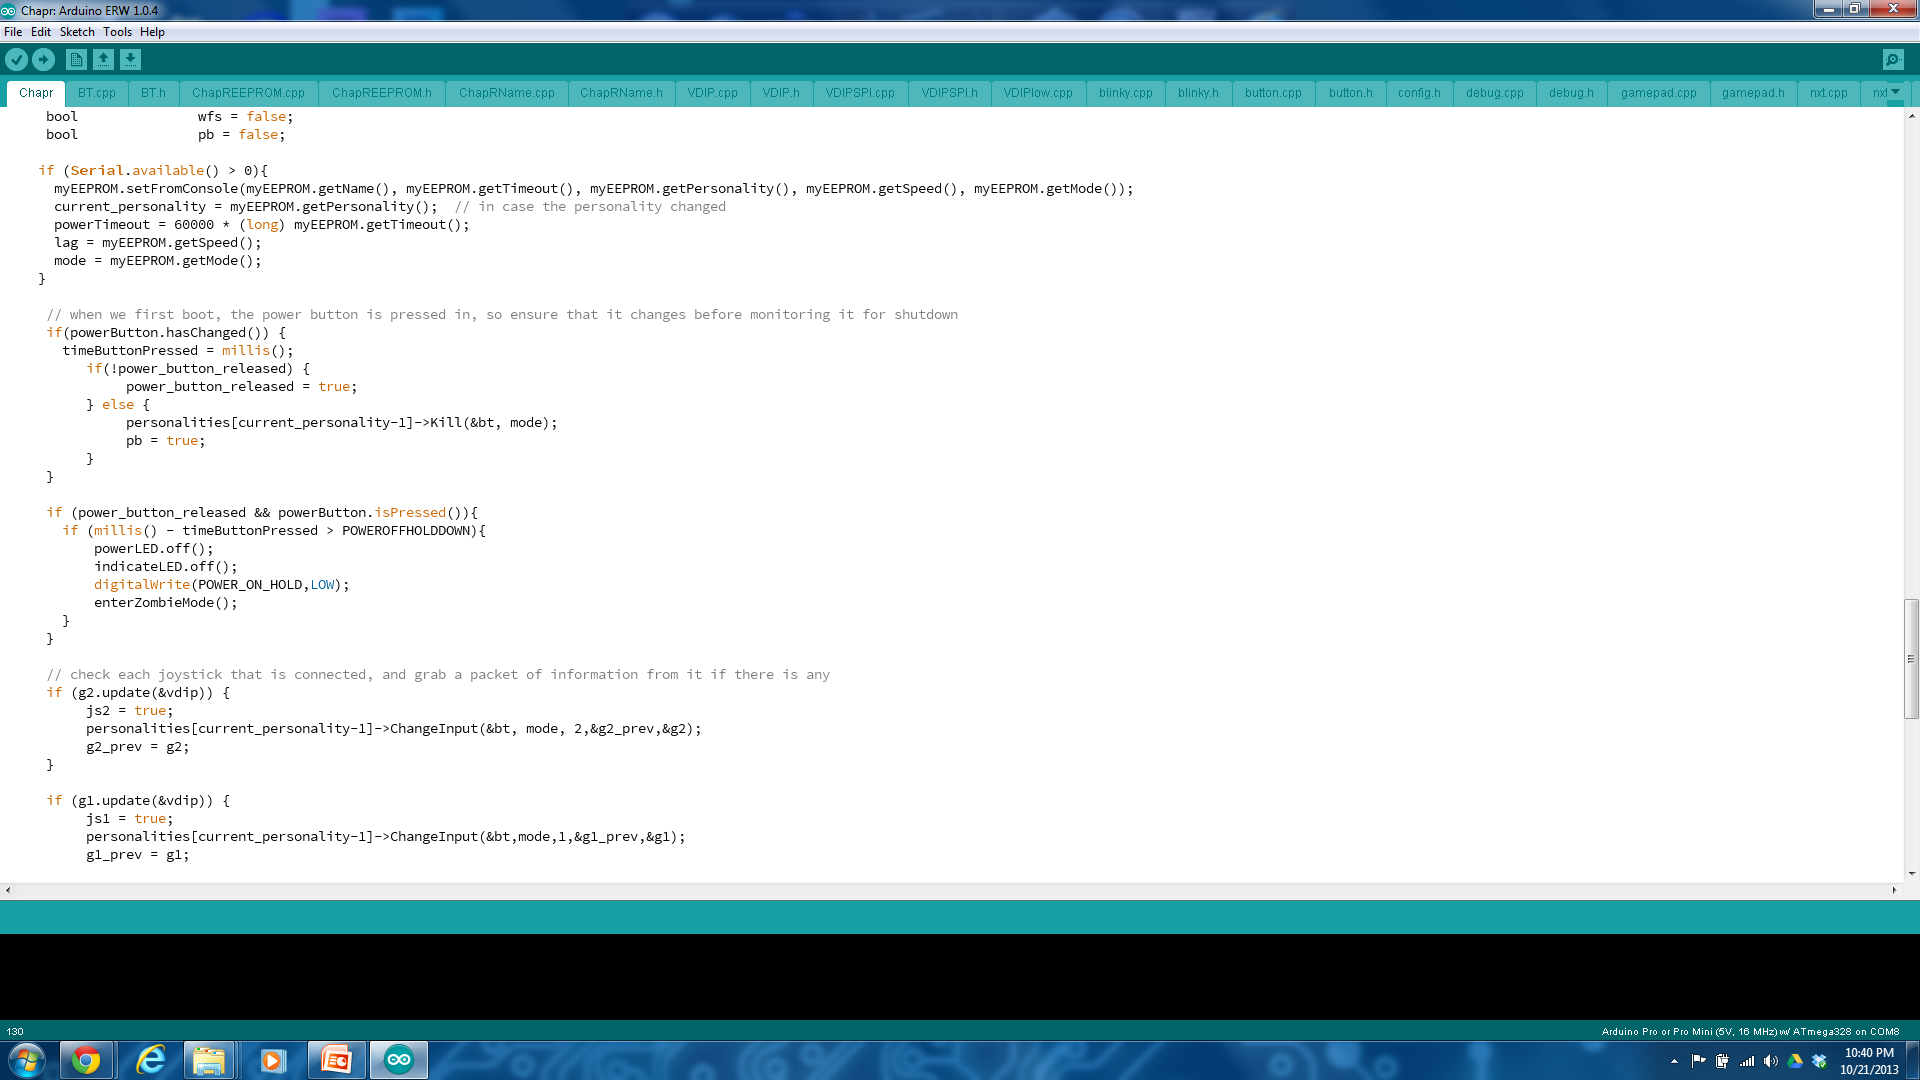 Chapr: Arduino ERW 1.0.4
File Edit Sketch Tools Help
Chapr BT.cpp BT.h ChapREEPROM.cpp ChapREEPROM.h ChapRName.cpp ChapRName.h VDIP.cpp VDIP.h VDIPSPI.cpp VDIPSPI.h VDIPlow.cpp blinky.cpp blinky.h button.cpp button.h config.h debug.cpp debug.h gamepad.cpp gamepad.h nxt.cpp nxt
bool wfs = false;
bool pb = false;
if (Serial.available() > 0){
myEEPROM.setFromConsole(myEEPROM.getName(), myEEPROM.getTimeout(), myEEPROM.getPersonality(), myEEPROM.getSpeed(), myEEPROM.getMode());
current_personality = myEEPROM.getPersonality(); // in case the personality changed
powerTimeout = 60000 * (long) myEEPROM.getTimeout();
lag = myEEPROM.getSpeed();
mode = myEEPROM.getMode();
}
// when we first boot, the power button is pressed in, so ensure that it changes before monitoring it for shutdown
if(powerButton.hasChanged()) {
timeButtonPressed = millis();
if(!power_button_released) {
power_button_released = true;
} else {
personalities[current_personality-1]->Kill(&bt, mode);
pb = true;
}
}
if (power_button_released && powerButton.isPressed()){
if (millis() - timeButtonPressed > POWEROFFHOLDDOWN){
powerLED.off();
indicateLED.off();
digitalWrite(POWER_ON_HOLD,LOW);
enterZombieMode();
}
}
// check each joystick that is connected, and grab a packet of information from it if there is any
if (g2.update(&vdip)) {
js2 = true;
personalities[current_personality-1]->ChangeInput(&bt, mode, 2,&g2_prev,&g2);
g2_prev = g2;
}
if (g1.update(&vdip)) {
js1 = true;
personalities[current_personality-1]->ChangeInput(&bt,mode,1,&g1_prev,&g1);
g1_prev = g1;
130
Arduino Pro or Pro Mini (5V, 16 MHz) w/ ATmega328 on COM8
10:40 PM
10/21/2013